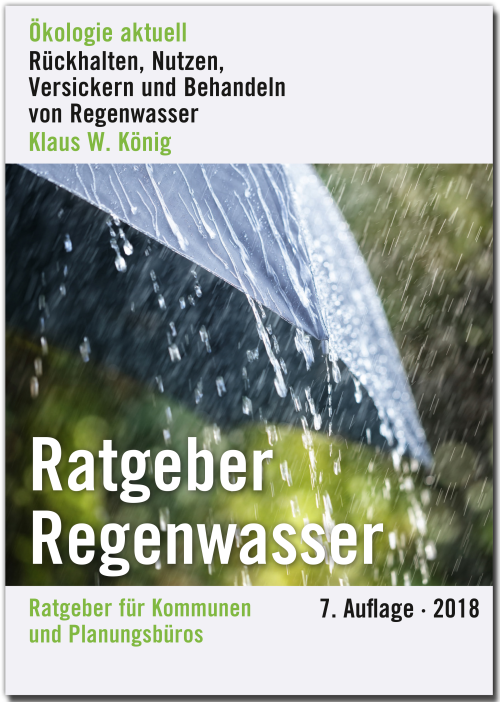 Ökologie aktuell
Rückhalten, Nutzen,
Versickern und Behandeln
von Regenwasser
Klaus W. König
Ratgeber
Regenwasser
Ratgeber für Kommunen
und Planungsbüros
7. Auflage · 2018